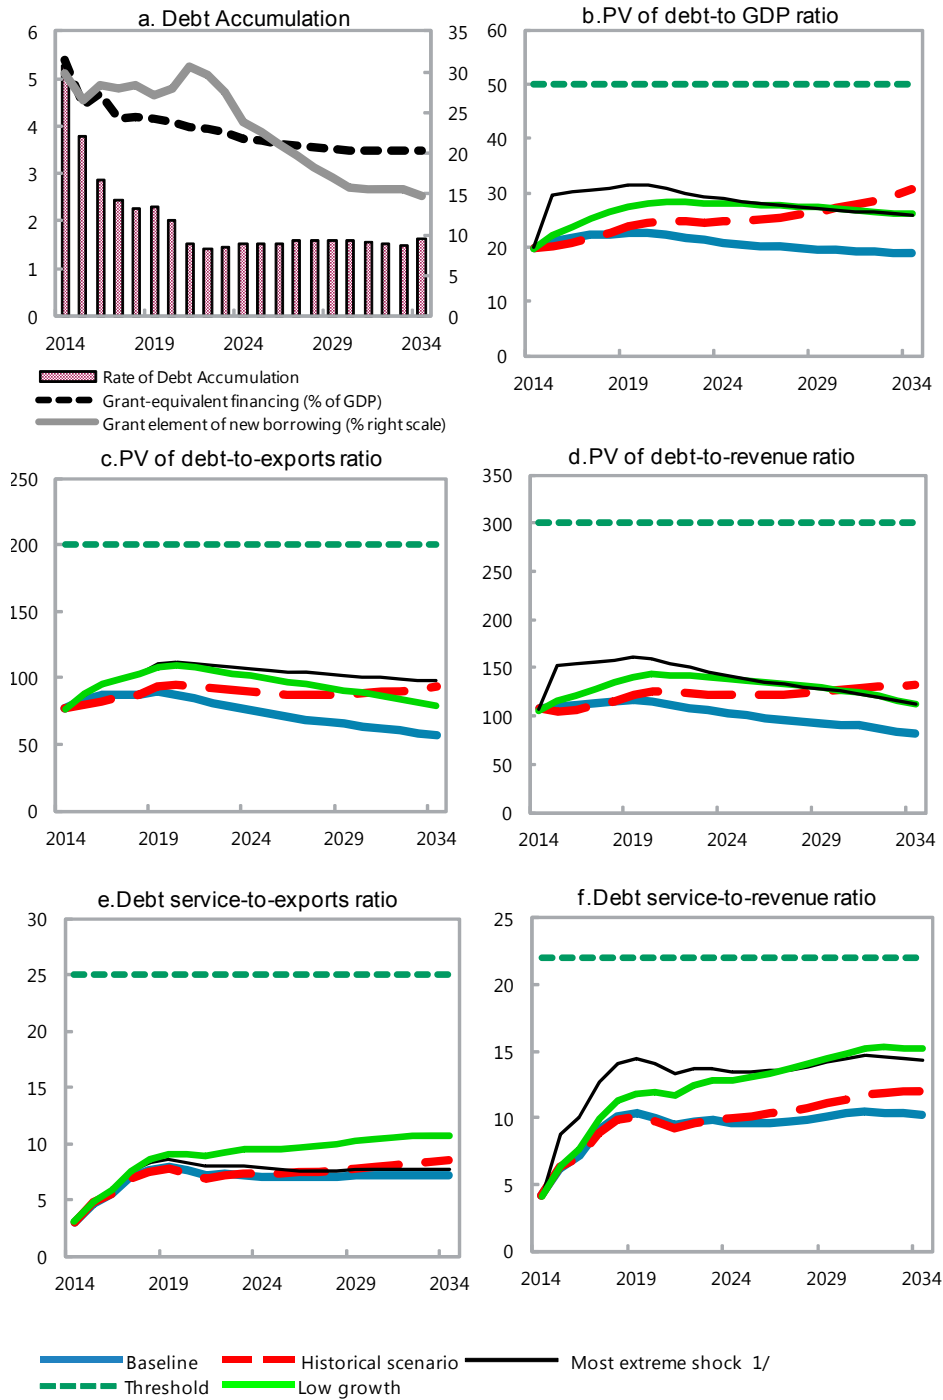 a. Debt Accumulation
6
5
4
3
2
1
0
35
30
25
20
15
10
5
0
2014 2019 2024 2029 2034
Rate of Debt Accumulation
Grant-equivalent financing (% of GDP)
Grant element of new borrowing (% right scale)
b.PV of debt-to GDP ratio
60
50
40
30
20
10
0
2014 2019 2024 2029 2034
c.PV of debt-to-exports ratio
250
200
150
100
50
0
2014 2019 2024 2029 2034
d.PV of debt-to-revenue ratio
350
300
250
200
150
100
50
0
2014 2019 2024 2029 2034
e.Debt service-to-exports ratio
30
25
20
15
10
5
0
2014 2019 2024 2029 2034
f.Debt service-to-revenue ratio
25
20
15
10
5
0
2014 2019 2024 2029 2034
Baseline Historical scenario Most extreme shock 1/
Threshold Low growth